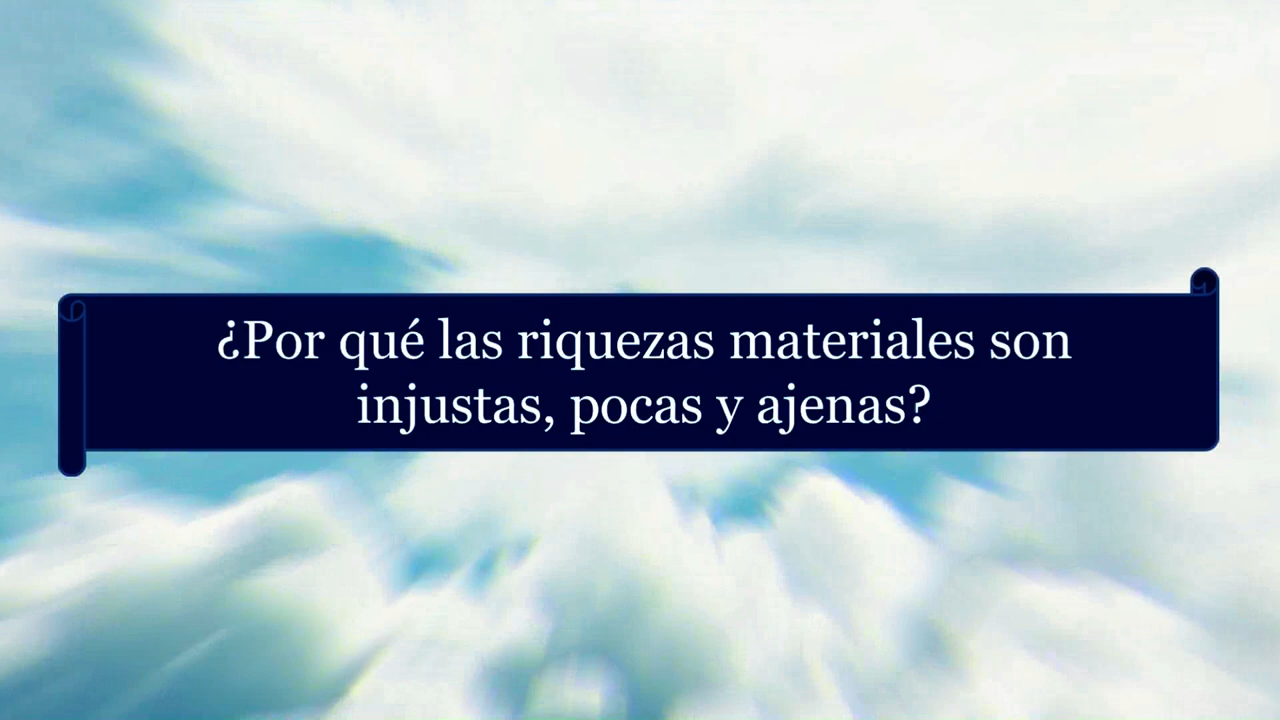 ¿Por qué las riquezas materiales son
injustas, pocas y ajenas?